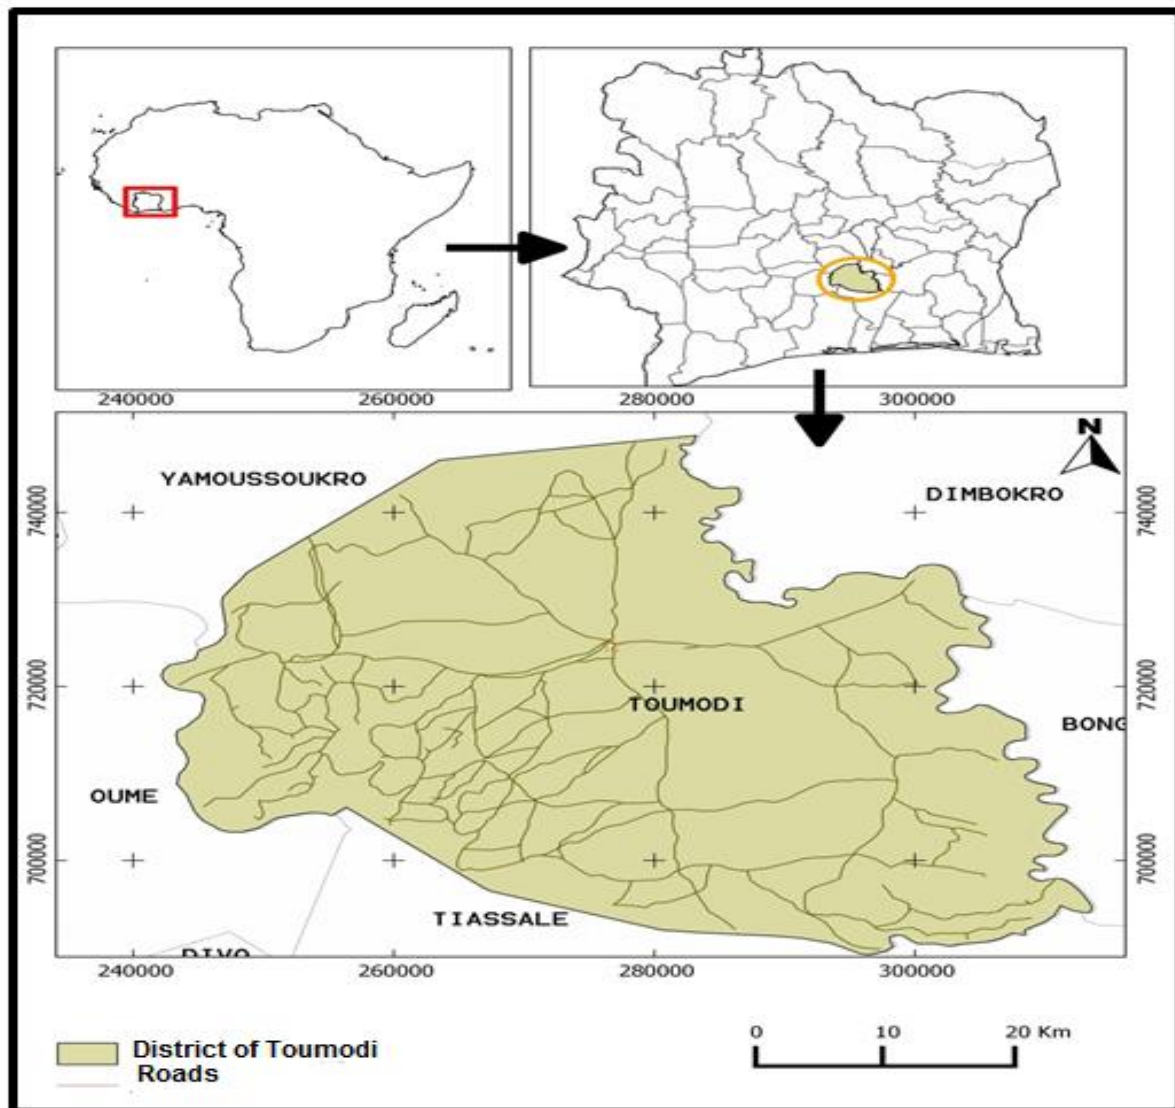 240000 260000 280000 300000
N
YAMOUSSOUKRO
DIMBOKRO
740000 740000
720000 720000
TOUMODI
BONG
OUME
700000 700000
TIASSALE
DIVO
240000 260000 280000 300000
0 10 20 Km
District of Toumodi
Roads